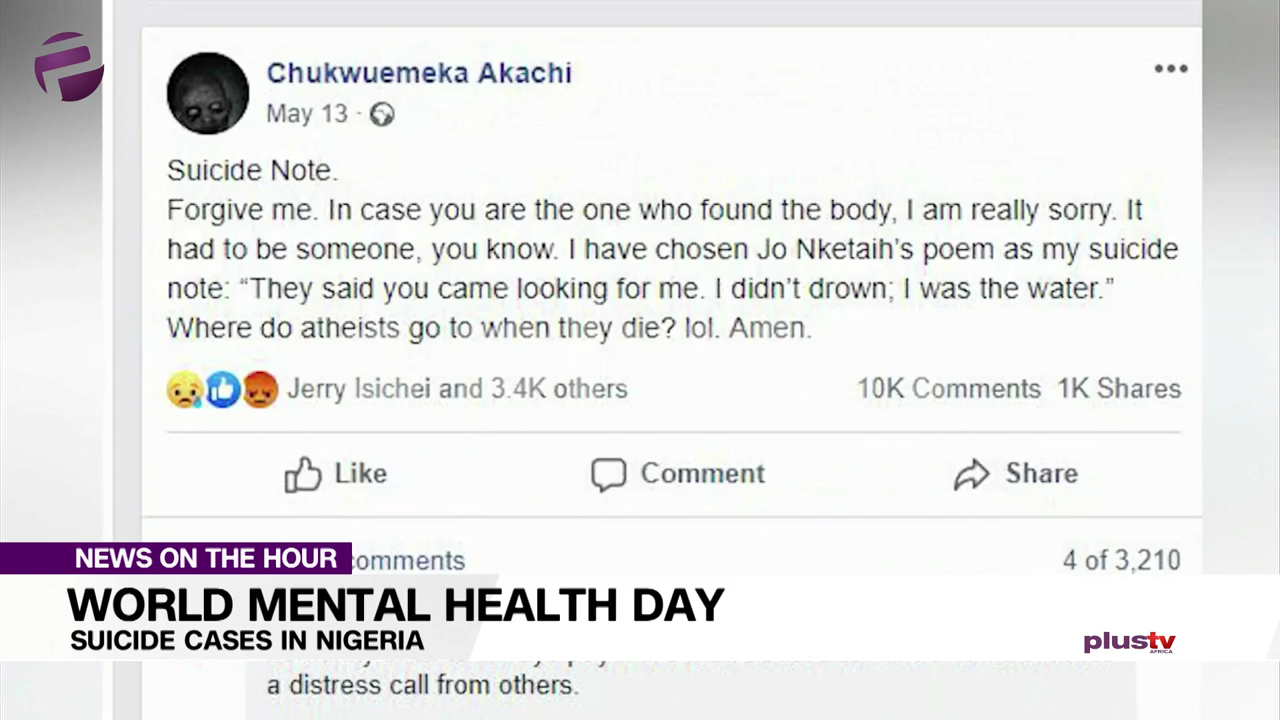 Chukwuemeka Akachi
May 13 ·
Suicide Note.
Forgive me. In case you are the one who found the body, I am really sorry. It
had to be someone, you know. I have chosen Jo Nketaih's poem as my suicide
note: “They said you came looking for me. I didn't drown; I was the water.”
Where do atheists go to when they die? lol. Amen.
Jerry Isichei and 3.4K others
10K Comments 1K Shares
Like Comment Share
comments
4 of 3,210
NEWS ON THE HOUR
WORLD MENTAL HEALTH DAY
SUICIDE CASES IN NIGERIA
plustv
AFRICA
a distress call from others.